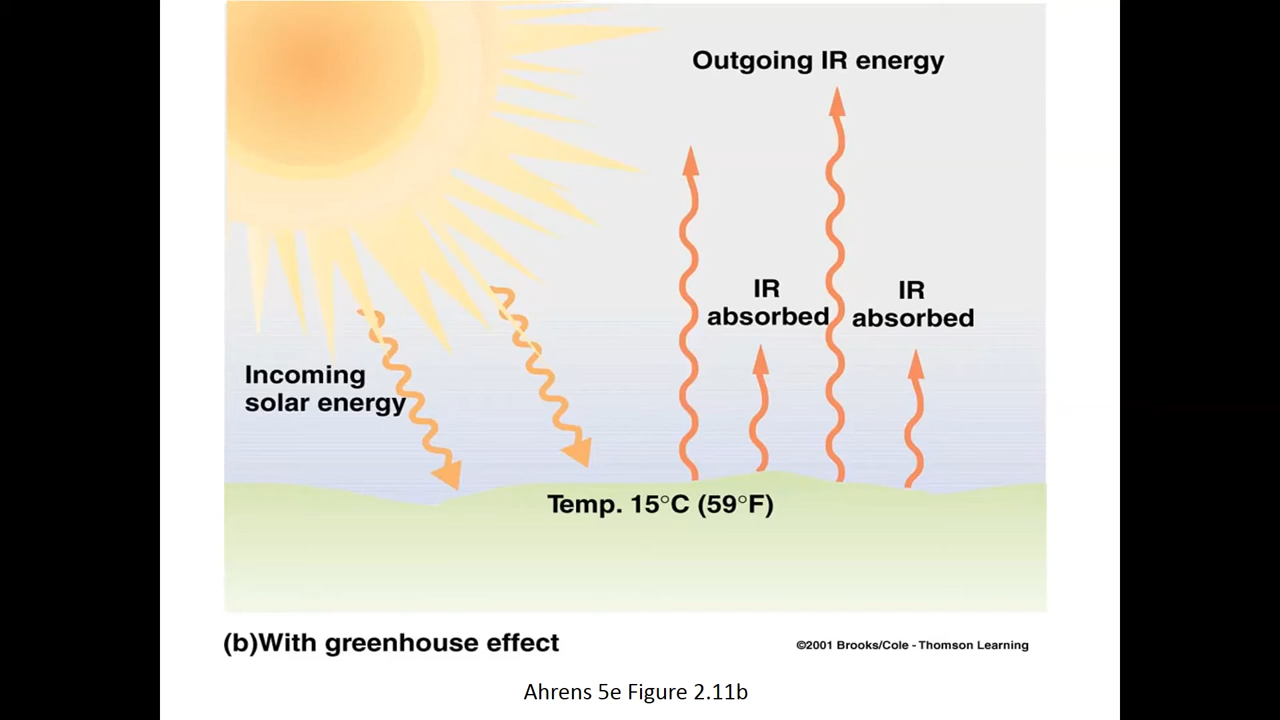 Outgoing IR energy
IR
absorbed
IR
absorbed
Incoming
solar energy
Temp. 15°C (59°F)
(b)With greenhouse effect
©2001 Brooks/Cole - Thomson Learning
Ahrens 5e Figure 2.11b